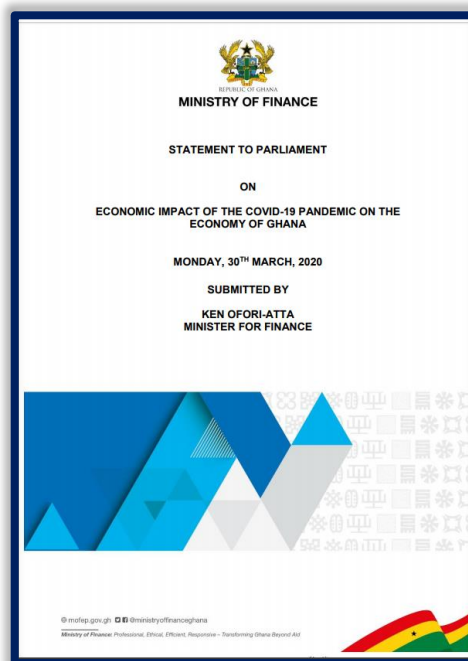 REPUBLIC OF GHANA
MINISTRY OF FINANCE
STATEMENT TO PARLIAMENT
ON
ECONOMIC IMPACT OF THE COVID-19 PANDEMIC ON THE
ECONOMY OF GHANA
MONDAY, 30TH MARCH, 2020
SUBMITTED BY
KEN OFORI-ATTA
MINISTER FOR FINANCE
mofep.gov.gh @ministryoffinanceghana
Ministry of Finance: Professional, Ethical, Efficient, Responsive – Transforming Ghana Beyond Aid